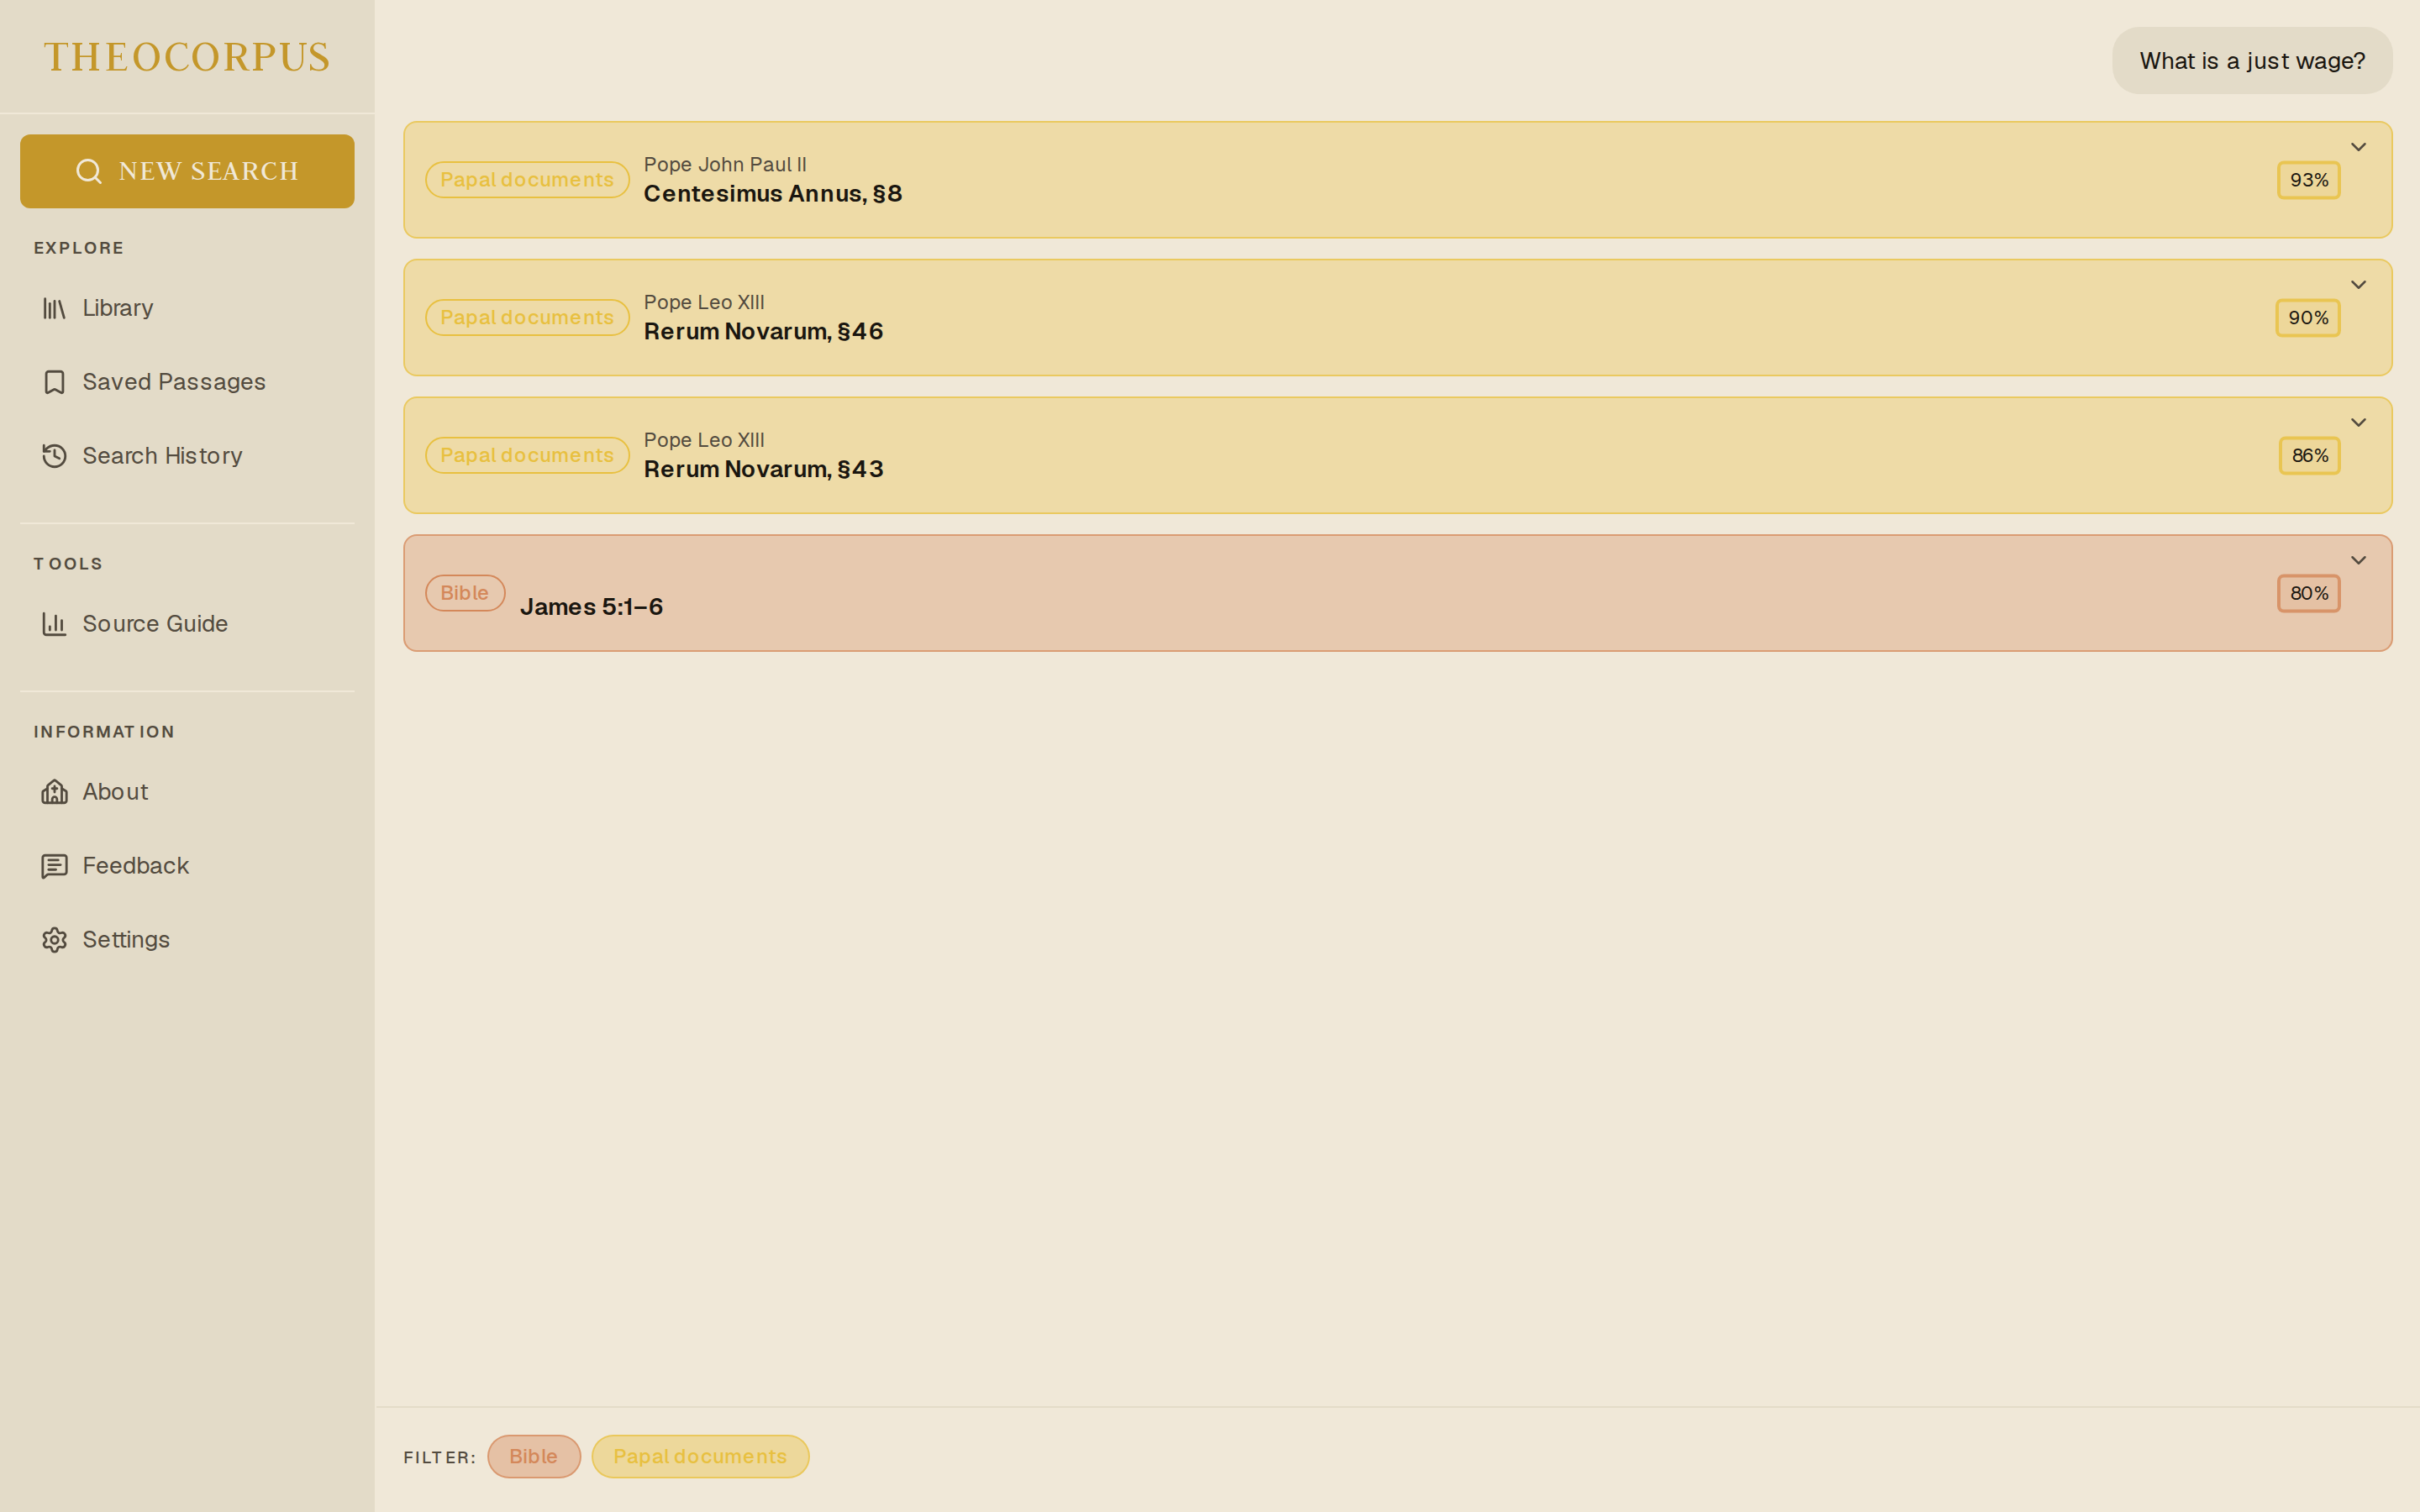 THEOCORPUS
NEW SEARCH
EXPLORE
Library
Saved Passages
Search History
TOOLS
Source Guide
INFORMATION
About
Feedback
Settings
What is a just wage?
Papal documents
Pope John Paul II
Centesimus Annus, §8
93%
Papal documents
Pope Leo XIII
Rerum Novarum, §46
90%
Papal documents
Pope Leo XIII
Rerum Novarum, §43
86%
Bible
James 5:1–6
80%
FILTER:
Bible
Papal documents